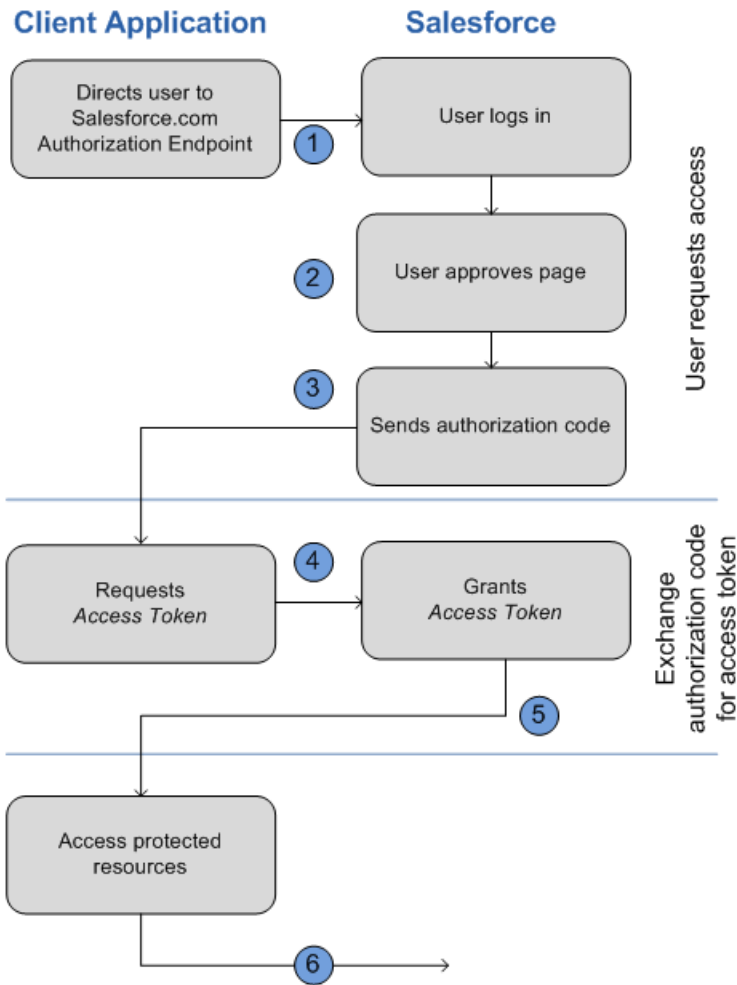 Client Application
Salesforce
Directs user to
Salesforce.com
Authorization Endpoint
1
User logs in
2
User approves page
3
Sends authorization code
User requests access
Requests
Access Token
4
Grants
Access Token
5
Exchange
authorization code
for access token
Access protected
resources
6